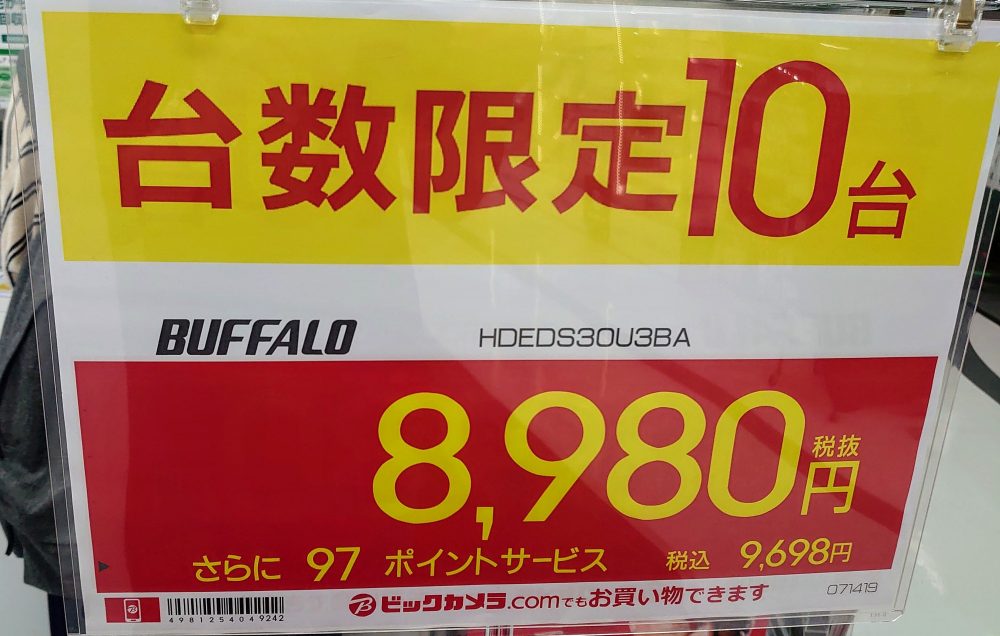 台数限定10台
BUFFALO HDEDS30U3BA
8,980円 税抜
さらに 97 ポイントサービス 税込 9,698円
ビックカメラ.comでもお買い物できます 071419
4981254049242